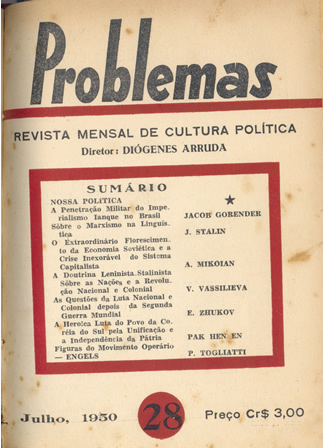 Problemas
REVISTA MENSAL DE CULTURA POLÍTICA
Diretor: DIÓGENES ARRUDA
SUMÁRIO
NOSSA POLITICA
A Penetração Militar do Impe-
rialismo Ianque no Brasil JACOB GORENDER
Sôbre o Marxismo na Linguís-
tica J. STALIN
O Extraordinário Florescimen-
to da Economia Soviética e a
Crise Inexorável do Sistema
Capitalista A. MIKOIAN
A Doutrina Leninista-Stalinista
Sôbre as Nações e a Revolu-
ção Nacional e Colonial V. VASSILIEVA
As Questões da Luta Nacional e
Colonial depois da Segunda
Guerra Mundial E. ZHUKOV
A Heroica Luta do Povo da Co-
réia do Sul pela Unificação e
a Independência da Pátria PAK HEN EN
Figuras do Movimento Operário
— ENGELS P. TOGLIATTI
Julho, 1950 28 Preço Cr$ 3,00